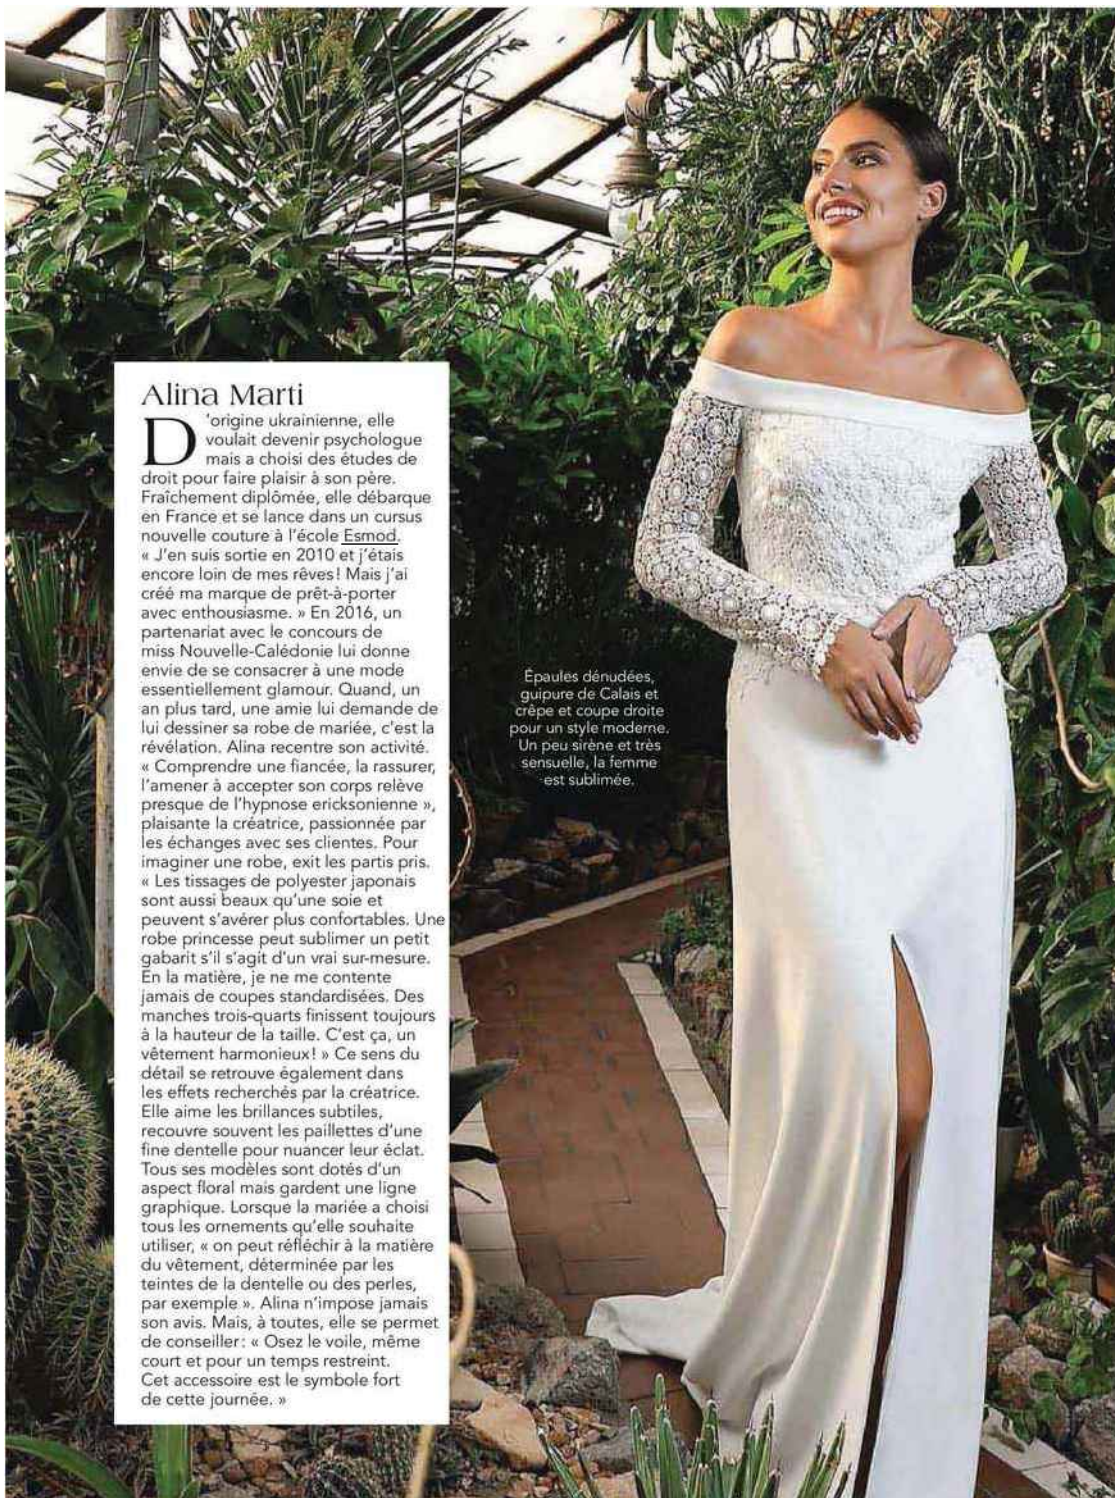 Alina Marti
D'origine ukrainienne, elle
voulait devenir psychologue
mais a choisi des études de
droit pour faire plaisir à son père.
Fraîchement diplômée, elle débarque
en France et se lance dans un cursus
nouvelle couture à l'école Esmod.
« J'en suis sortie en 2010 et j'étais
encore loin de mes rêves! Mais j'ai
créé ma marque de prêt-à-porter
avec enthousiasme. » En 2016, un
partenariat avec le concours de
miss Nouvelle-Calédonie lui donne
envie de se consacrer à une mode
essentiellement glamour. Quand, un
an plus tard, une amie lui demande de
lui dessiner sa robe de mariée, c'est la
révélation. Alina recentre son activité.
« Comprendre une fiancée, la rassurer,
l'amener à accepter son corps relève
presque de l'hypnose ericksonienne »,
plaisante la créatrice, passionnée par
les échanges avec ses clientes. Pour
imaginer une robe, exit les partis pris.
« Les tissages de polyester japonais
sont aussi beaux qu'une soie et
peuvent s'avérer plus confortables. Une
robe princesse peut sublimer un petit
gabarit s'il s'agit d'un vrai sur-mesure.
En la matière, je ne me contente
jamais de coupes standardisées. Des
manches trois-quarts finissent toujours
à la hauteur de la taille. C'est ça, un
vêtement harmonieux! » Ce sens du
détail se retrouve également dans
les effets recherchés par la créatrice.
Elle aime les brillances subtiles,
recouvre souvent les paillettes d'une
fine dentelle pour nuancer leur éclat.
Tous ses modèles sont dotés d'un
aspect floral mais gardent une ligne
graphique. Lorsque la mariée a choisi
tous les ornements qu'elle souhaite
utiliser, « on peut réfléchir à la matière
du vêtement, déterminée par les
teintes de la dentelle ou des perles,
par exemple ». Alina n'impose jamais
son avis. Mais, à toutes, elle se permet
de conseiller: « Osez le voile, même
court et pour un temps restreint.
Cet accessoire est le symbole fort
de cette journée. »
Épaules dénudées,
guipure de Calais et
crêpe et coupe droite
pour un style moderne.
Un peu sirène et très
sensuelle, la femme
est sublimée.